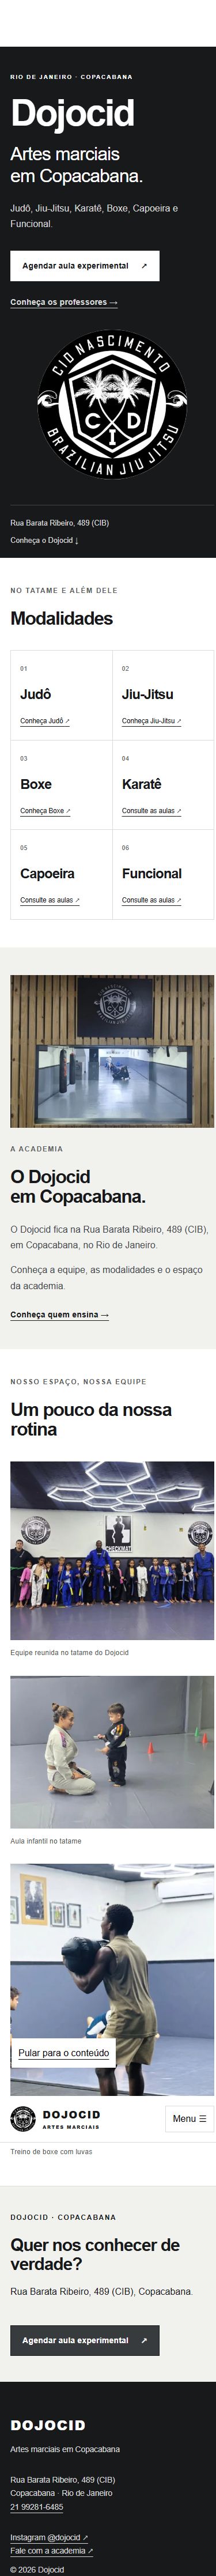 RIO DE JANEIRO · COPACABANA
Dojocid
Artes marciais
em Copacabana.
Judô, Jiu-Jitsu, Karatê, Boxe, Capoeira e
Funcional.
Agendar aula experimental ↗
Conheça os professores →
CIO NASCIMENTO
CID
BRAZILIAN JIU JITSU
Rua Barata Ribeiro, 489 (CIB)
Conheça o Dojocid ↓
NO TATAME E ALÉM DELE
Modalidades
01
Judô
Conheça Judô ↗
02
Jiu-Jitsu
Conheça Jiu-Jitsu ↗
03
Boxe
Conheça Boxe ↗
04
Karatê
Consulte as aulas ↗
05
Capoeira
Consulte as aulas ↗
06
Funcional
Consulte as aulas ↗
A ACADEMIA
O Dojocid
em Copacabana.
O Dojocid fica na Rua Barata Ribeiro, 489 (CIB),
em Copacabana, no Rio de Janeiro.
Conheça a equipe, as modalidades e o espaço
da academia.
Conheça quem ensina →
NOSSO ESPAÇO, NOSSA EQUIPE
Um pouco da nossa
rotina
CHECKMAT
Equipe reunida no tatame do Dojocid
Aula infantil no tatame
Pular para o conteúdo
DOJOCID
ARTES MARCIAIS
Menu ☰
Treino de boxe com luvas
DOJOCID · COPACABANA
Quer nos conhecer de
verdade?
Rua Barata Ribeiro, 489 (CIB), Copacabana.
Agendar aula experimental ↗
DOJOCID
Artes marciais em Copacabana
Rua Barata Ribeiro, 489 (CIB)
Copacabana · Rio de Janeiro
21 99281-6485
Instagram @dojocid ↗
Fale com a academia ↗
© 2026 Dojocid